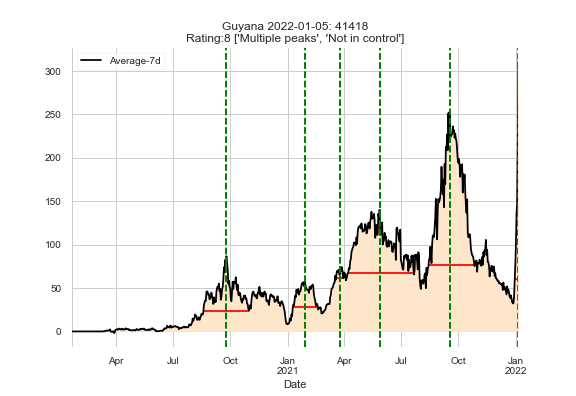 Guyana 2022-01-05: 41418
Rating:8 ['Multiple peaks', 'Not in control']
Average-7d
300
250
200
150
100
50
0
Apr Jul Oct Jan Apr Jul Oct Jan
2021 2022
Date